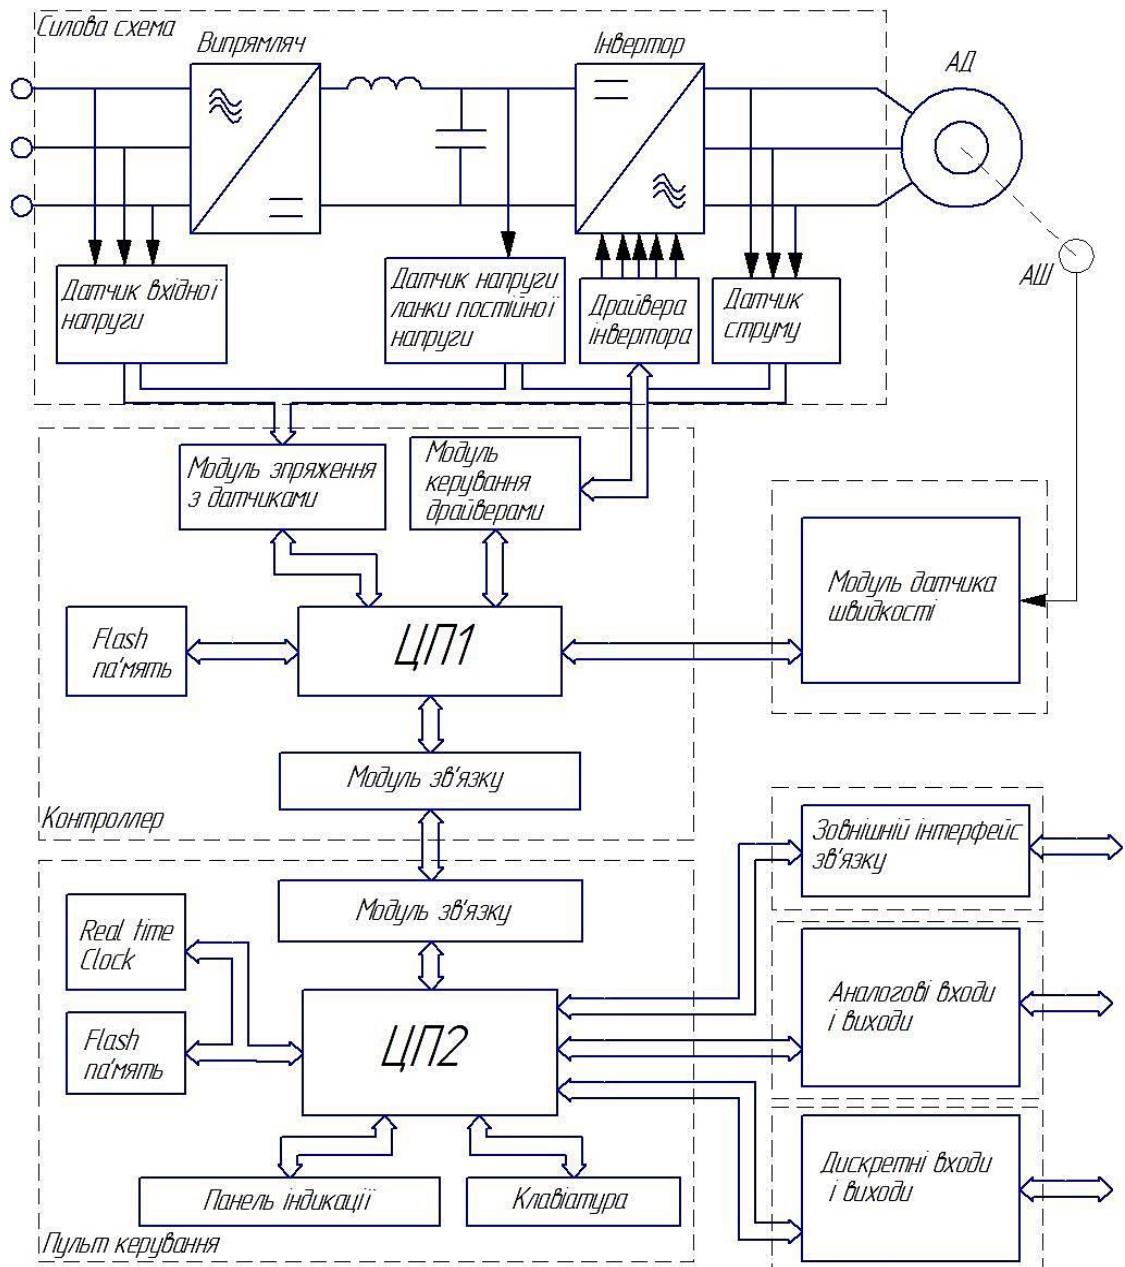 Силова схема
Випрямляч
Інвертор
АД
АШ
Датчик вхідної
напруги
Датчик напруги
ланки постійної
напруги
Драйвера
інвертора
Датчик
струму
Модуль зпряження
з датчиками
Модуль
керування
драйверами
Модуль датчика
швидкості
Flash
па'мять
ЦП1
Модуль зв'язку
Контроллер
Зовнішній інтерфейс
зв'язку
Модуль зв'язку
Real time
Clock
Аналогові входи
і виходи
Flash
па'мять
ЦП2
Дискретні входи
і виходи
Панель індикації
Клавіатура
Пульт керування